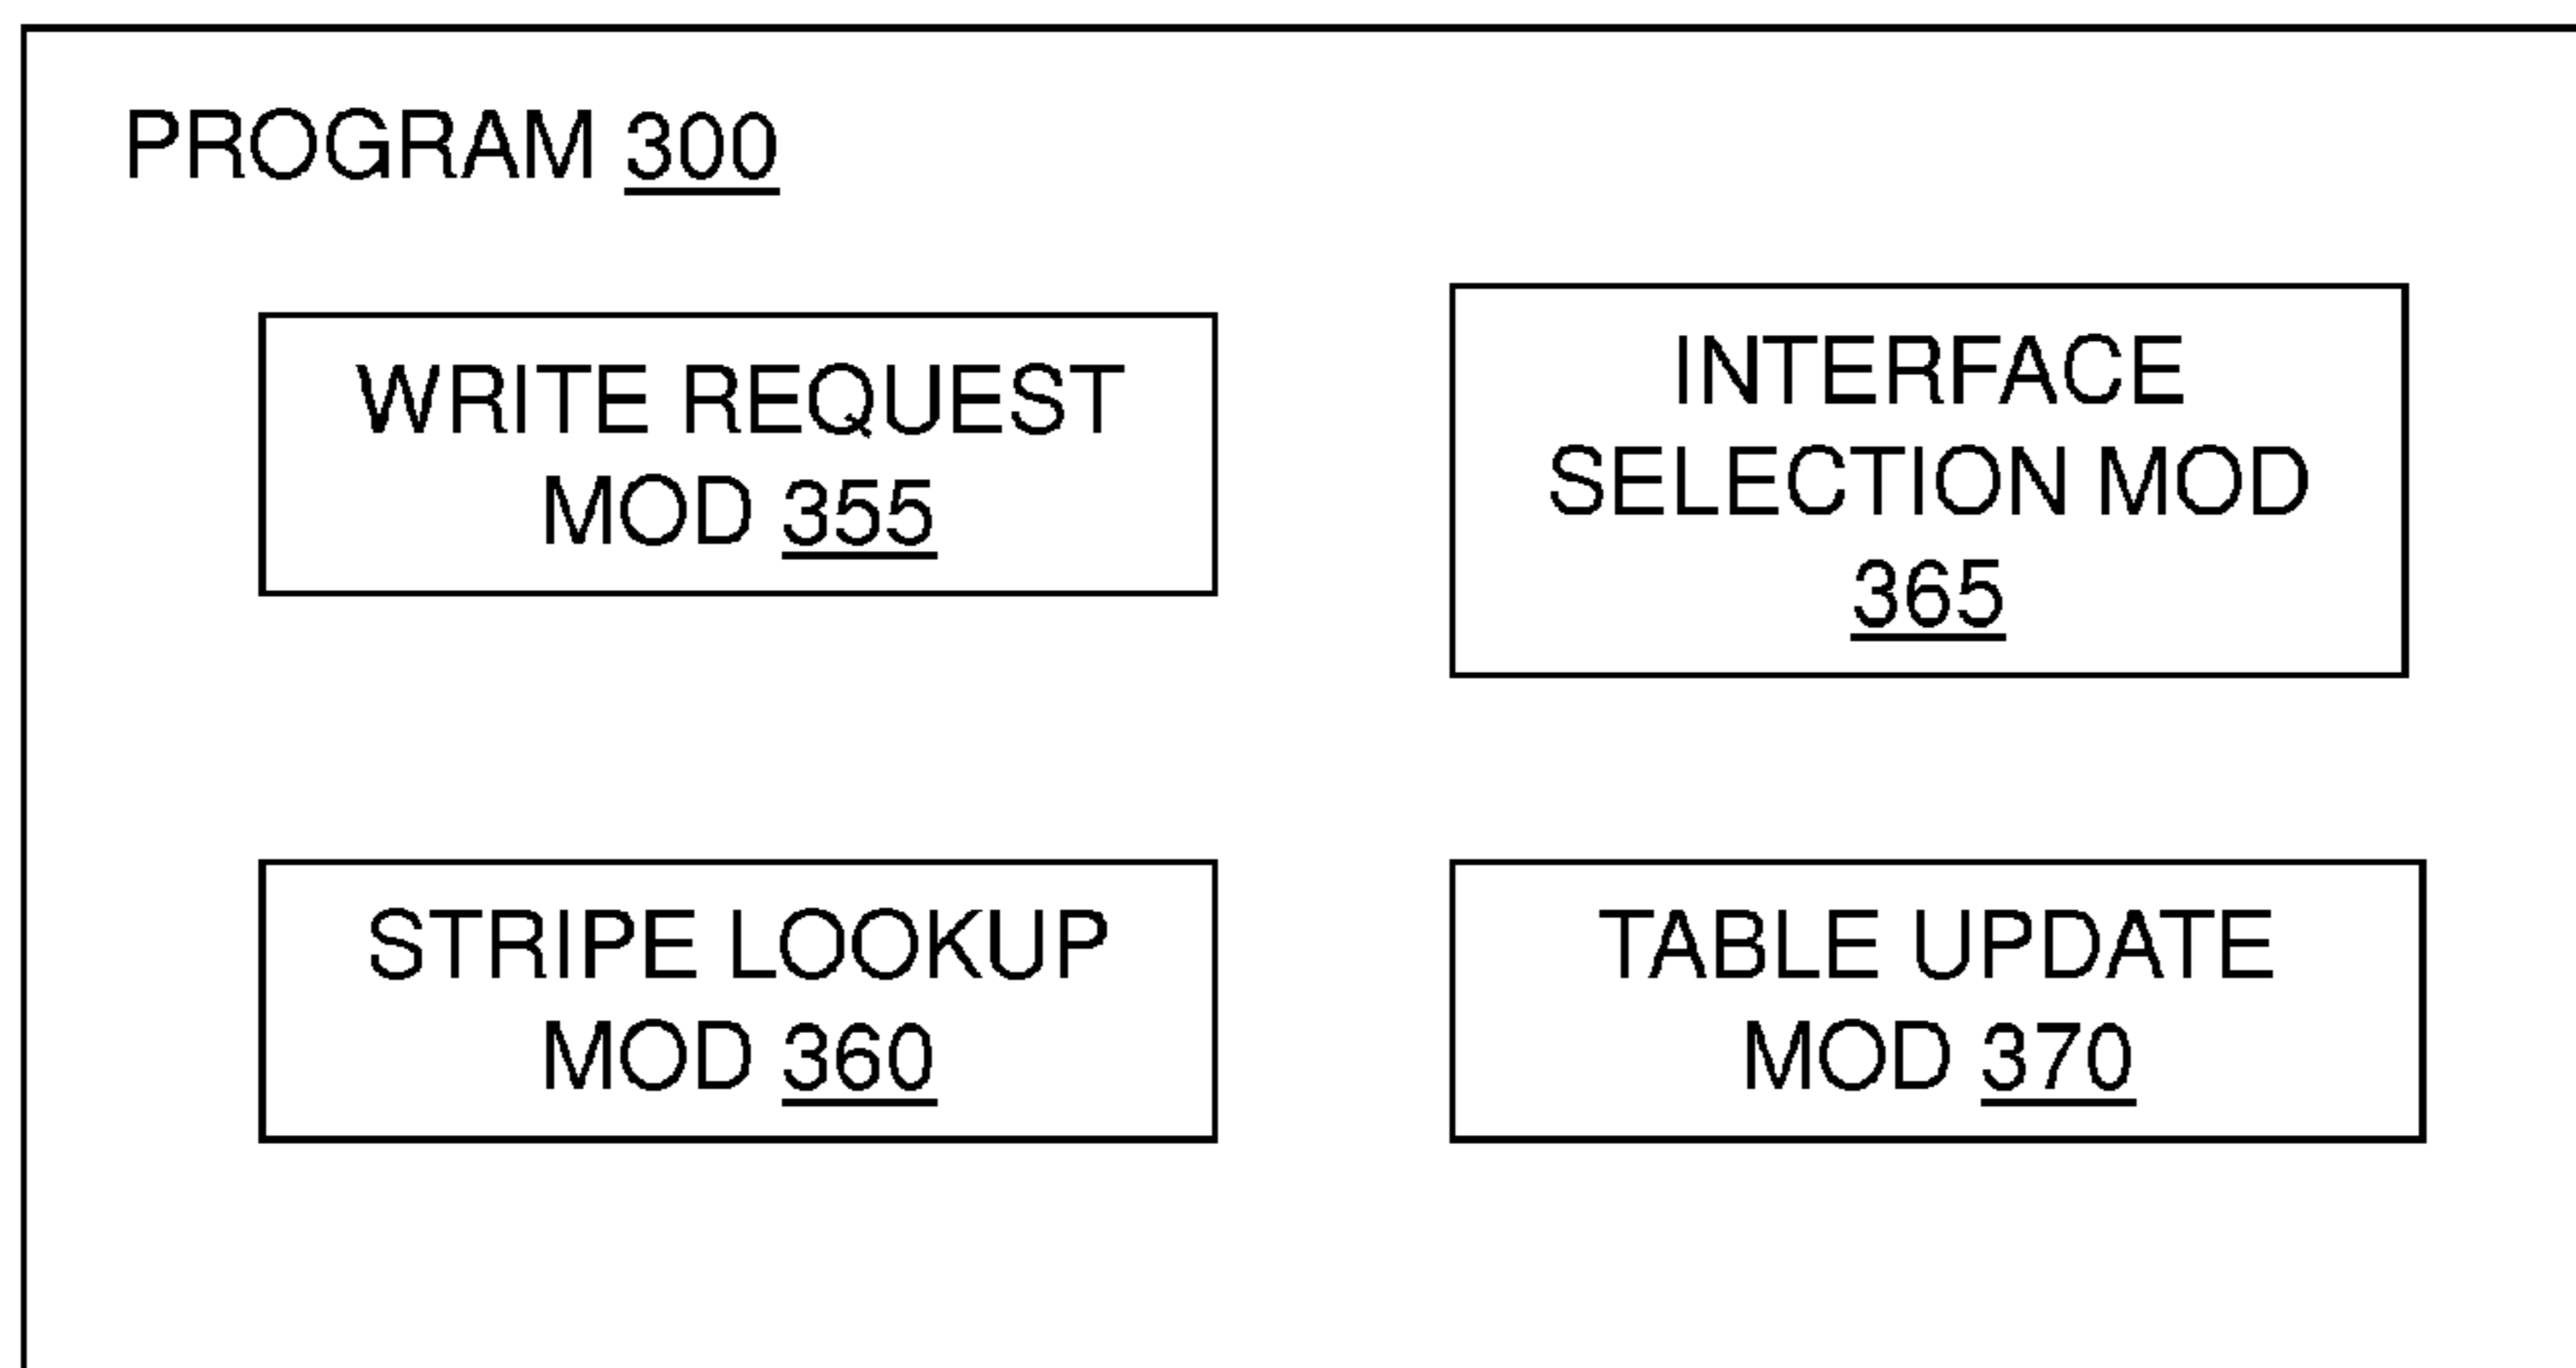 PROGRAM 300
WRITE REQUEST
MOD 355
INTERFACE
SELECTION MOD
365
STRIPE LOOKUP
MOD 360
TABLE UPDATE
MOD 370